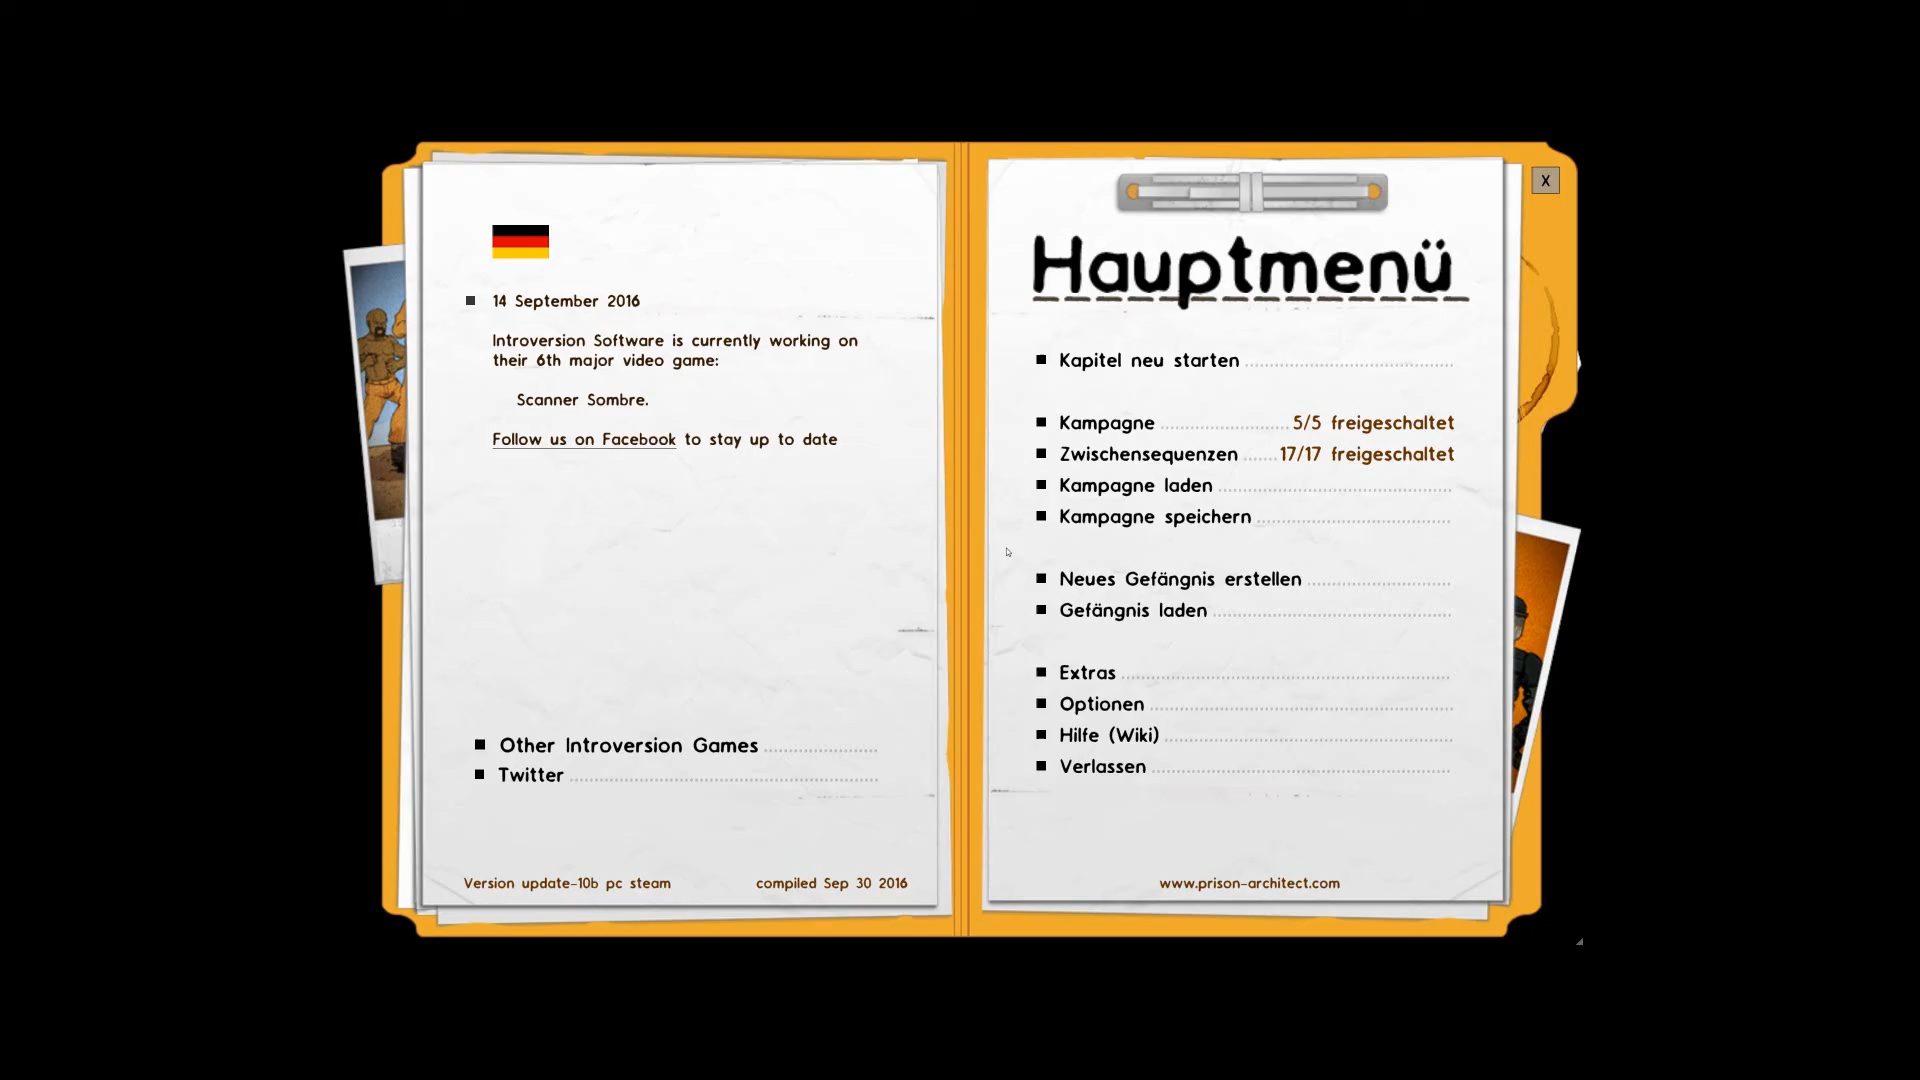 14 September 2016
Introversion Software is currently working on
their 6th major video game:
Scanner Sombre.
Follow us on Facebook to stay up to date
Other Introversion Games
Twitter
Version update-10b pc steam
compiled Sep 30 2016
X
Hauptmenü
Kapitel neu starten
Kampagne 5/5 freigeschaltet
Zwischensequenzen 17/17 freigeschaltet
Kampagne laden
Kampagne speichern
Neues Gefängnis erstellen
Gefängnis laden
Extras
Optionen
Hilfe (Wiki)
Verlassen
www.prison-architect.com